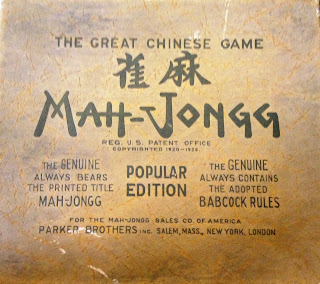 THE GREAT CHINESE GAME
雀麻
MAH-JONGG
REG. U.S. PATENT OFFICE
COPYRIGHTED 1920-1923
THE GENUINE
ALWAYS BEARS
THE PRINTED TITLE
MAH-JONGG
POPULAR
EDITION
THE GENUINE
ALWAYS CONTAINS
THE ADOPTED
BABCOCK RULES
FOR THE MAH-JONGG SALES CO. OF AMERICA
PARKER BROTHERS INC. SALEM, MASS., NEW YORK, LONDON